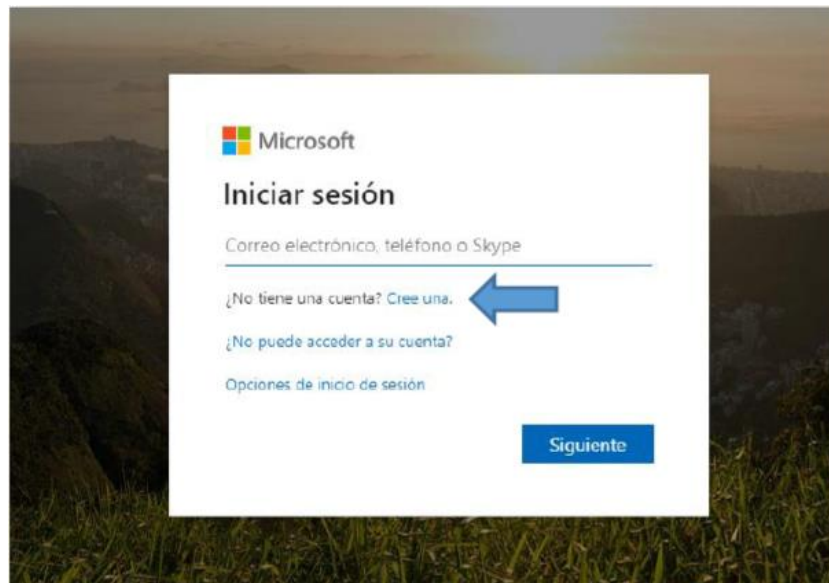 Microsoft
Iniciar sesión
Correo electrónico, teléfono o Skype
¿No tiene una cuenta? Cree una.
¿No puede acceder a su cuenta?
Opciones de inicio de sesión
Siguiente